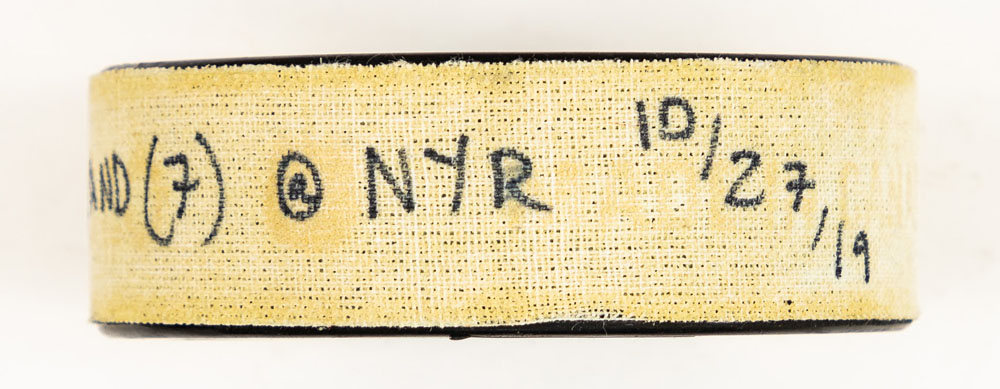 AND (7) @ NYR 10/27/19